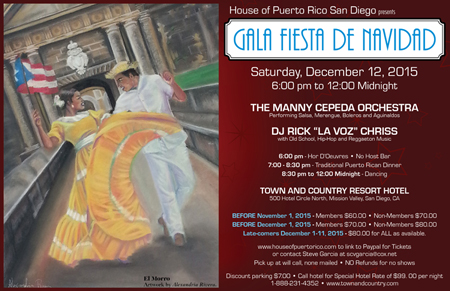 House of Puerto Rico San Diego presents
GALA FIESTA DE NAVIDAD
Saturday, December 12, 2015
6:00 pm to 12:00 Midnight
THE MANNY CEPEDA ORCHESTRA
Performing Salsa, Merengue, Boleros and Aguinaldos
DJ RICK "LA VOZ" CHRISS
with Old School, Hip-Hop and Reggaeton Music
6:00 pm - Hor D'Oeuvres • No Host Bar
7:00 - 8:30 pm - Traditional Puerto Rican Dinner
8:30 pm to 12:00 Midnight - Dancing
TOWN AND COUNTRY RESORT HOTEL
500 Hotel Circle North, Mission Valley, San Diego, CA
BEFORE November 1, 2015 - Members $60.00 • Non-Members $70.00
BEFORE December 1, 2015 - Members $70.00 • Non-Members $80.00
Late-comers December 1-11, 2015 - $80.00 for ALL as available.
www.houseofpuertorico.com to link to Paypal for Tickets
or contact Steve Garcia at scvgarcia@cox.net
Pick up at will call, none mailed • NO Refunds for no shows
Discount parking $7.00 • Call hotel for Special Hotel Rate of $99.00 per night
1-888-231-4352 • www.townandcountry.com
El Morro
Artwork by Alexandro Rivera